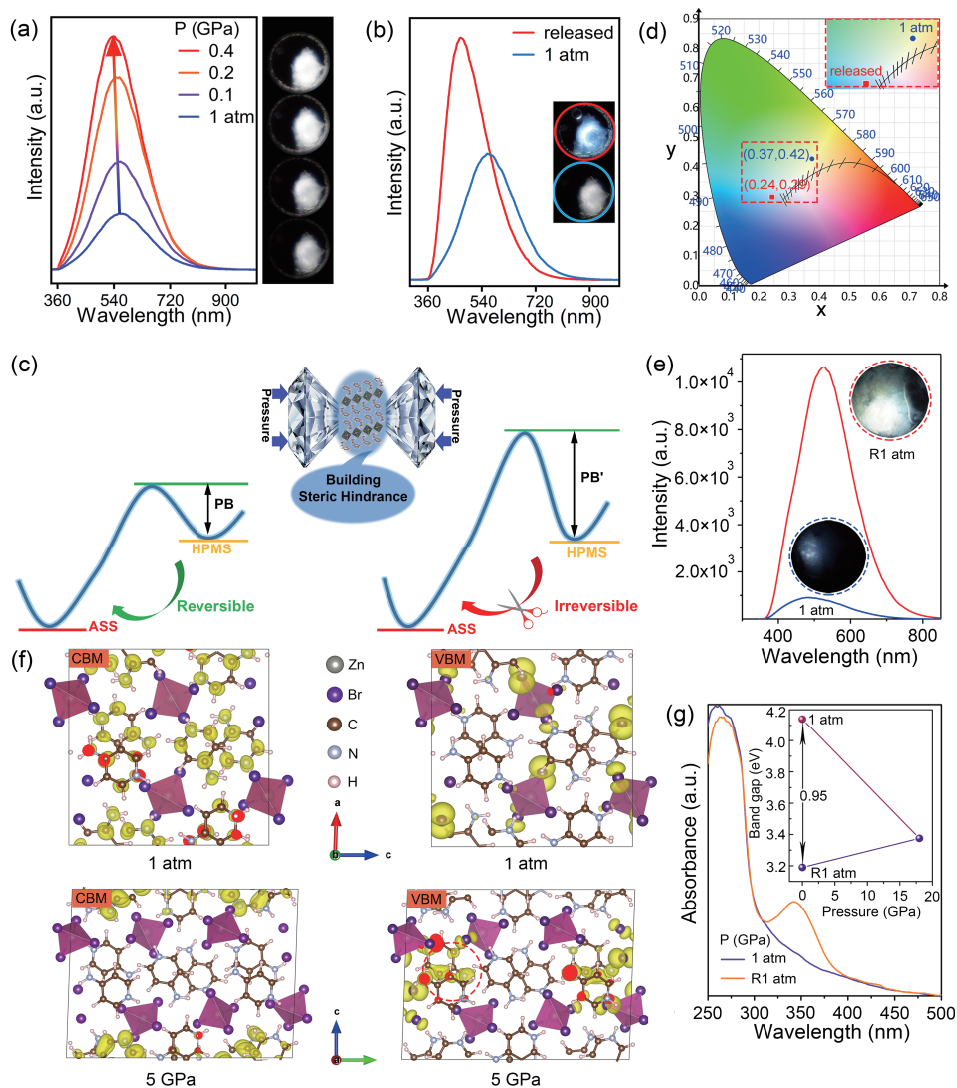 (a)
P (GPa)
0.4
0.2
0.1
1 atm
Intensity (a.u.)
360 540 720 900
Wavelength (nm)
(b)
released
1 atm
Intensity (a.u.)
360 540 720 900
Wavelength (nm)
(d)
0.9
0.8
0.7
0.6
0.5
0.4
0.3
0.2
0.1
0.0
y
0.0 0.1 0.2 0.3 0.4 0.5 0.6 0.7 0.8
x
520
530
540
550
560
570
580
590
600
610
620
510
500
490
480
470
460
1 atm
released
(0.37,0.42)
(0.24,0.29)
(c)
Pressure
Pressure
Building
Steric Hindrance
PB
HPMS
Reversible
ASS
PB'
HPMS
Irreversible
ASS
(e)
1.0×10⁴
8.0×10³
6.0×10³
4.0×10³
2.0×10³
Intensity (a.u.)
R1 atm
1 atm
400 600 800
Wavelength (nm)
(f)
CBM
1 atm
Zn
Br
C
N
H
a
b
c
VBM
1 atm
CBM
5 GPa
c
a
VBM
5 GPa
(g)
Absorbance (a.u.)
4.2
4.0
3.8
3.6
3.4
3.2
Band gap (eV)
1 atm
0.95
R1 atm
0 5 10 15 20
Pressure (GPa)
P (GPa)
1 atm
R1 atm
250 300 350 400 450 500
Wavelength (nm)